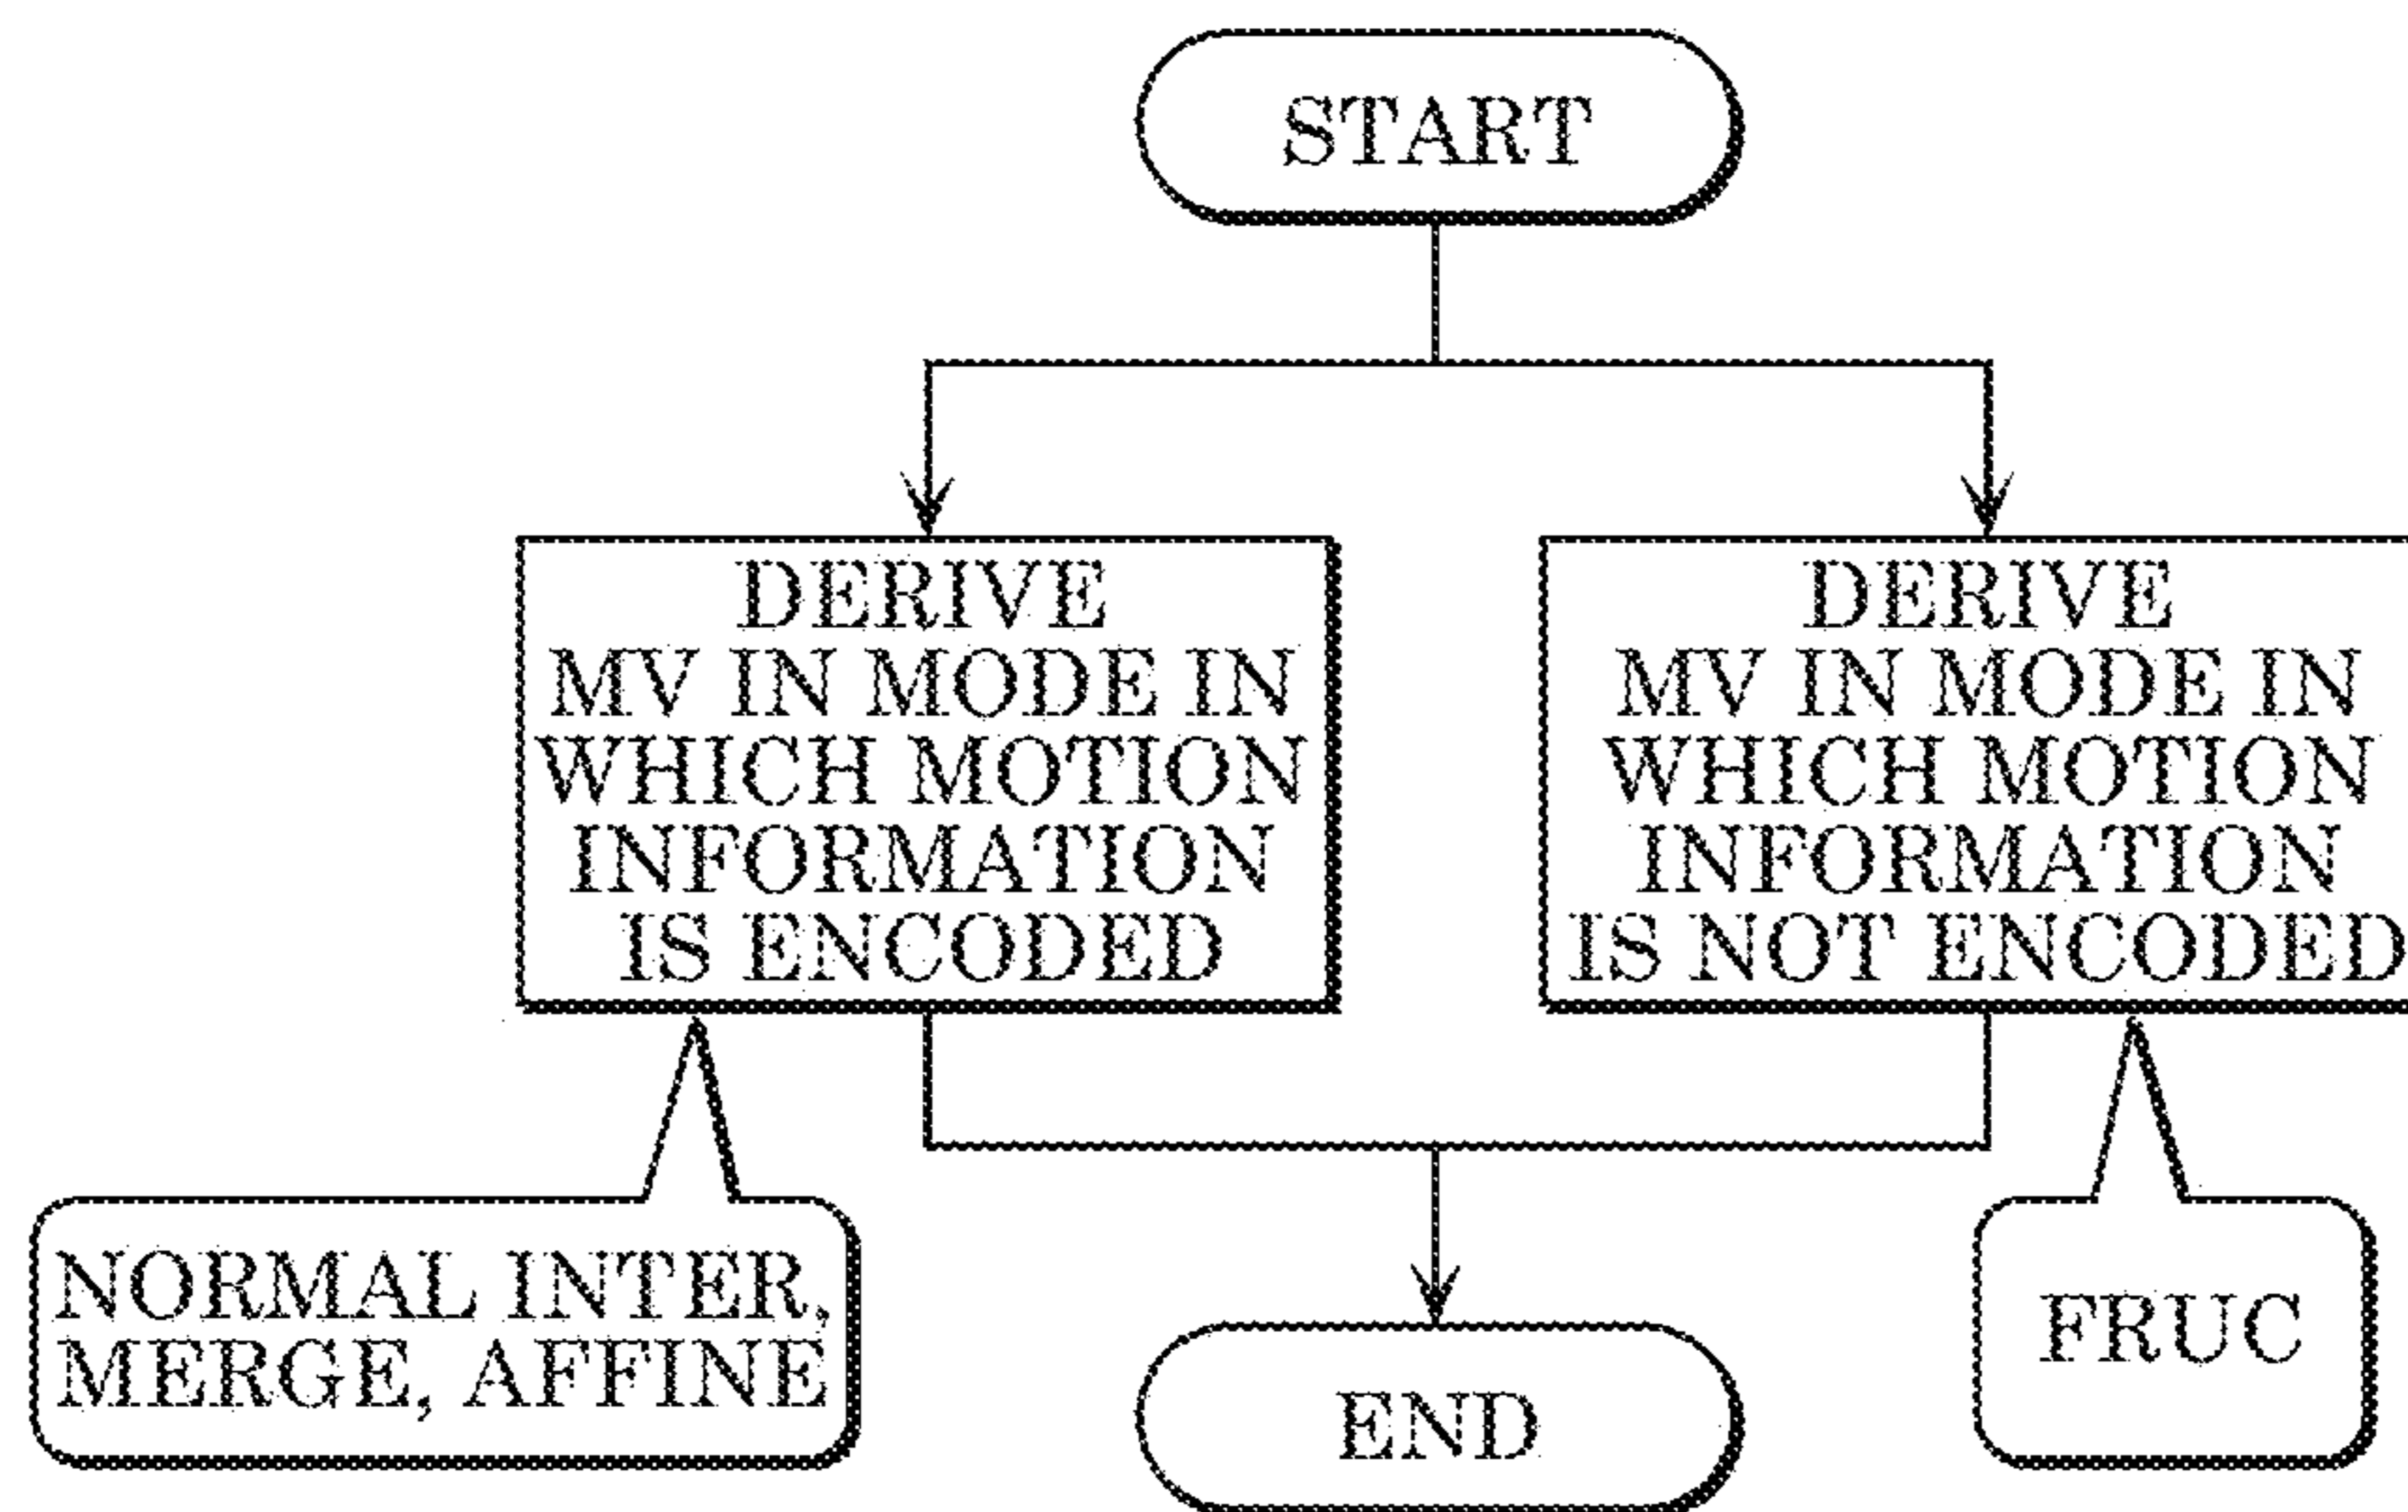 START
DERIVE
MV IN MODE IN
WHICH MOTION
INFORMATION
IS ENCODED
DERIVE
MV IN MODE IN
WHICH MOTION
INFORMATION
IS NOT ENCODED
NORMAL INTER,
MERGE, AFFINE
FRUC
END